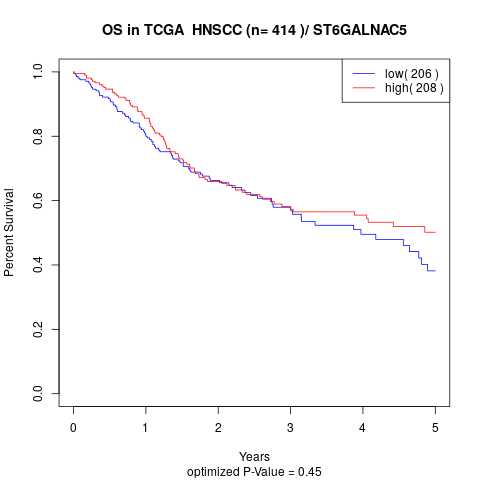 OS in TCGA  HNSCC (n= 414 )/ ST6GALNAC5
low( 206 )
high( 208 )
Percent Survival
1.0
0.8
0.6
0.4
0.2
0.0
0 1 2 3 4 5
Years
optimized P-Value = 0.45